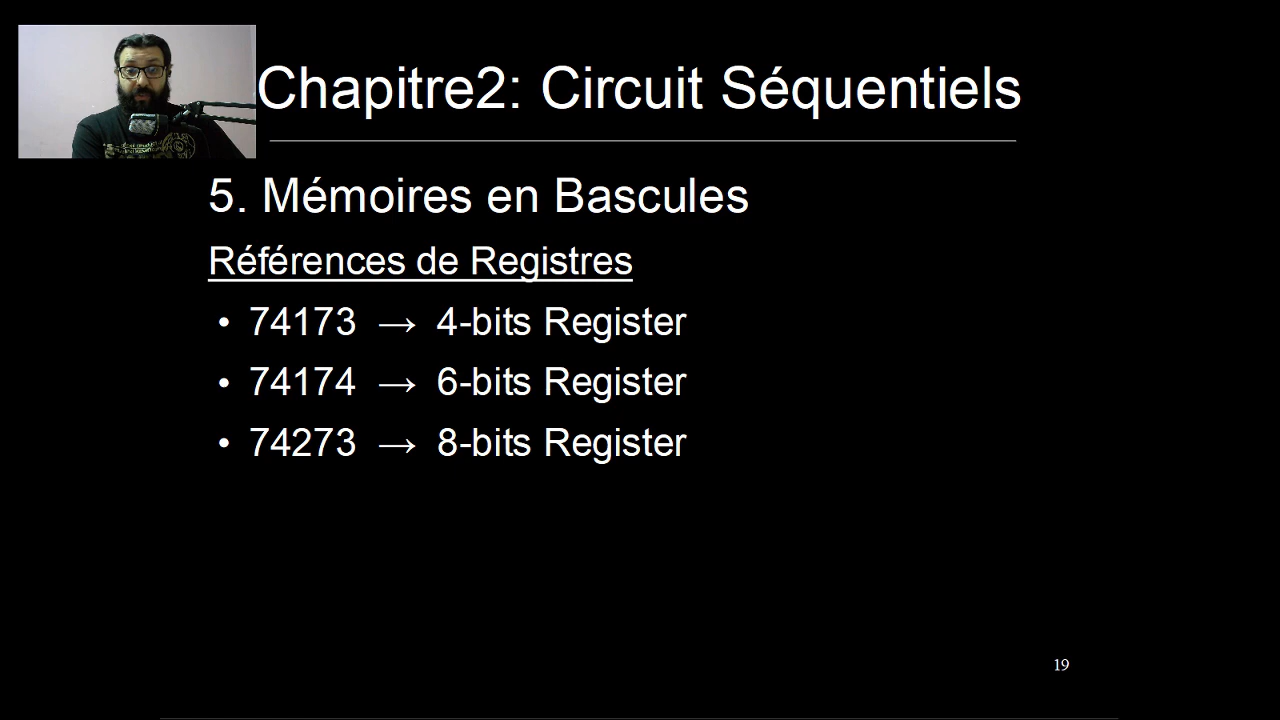 Chapitre2: Circuit Séquentiels
5. Mémoires en Bascules
Références de Registres
• 74173 → 4-bits Register
• 74174 → 6-bits Register
• 74273 → 8-bits Register
19